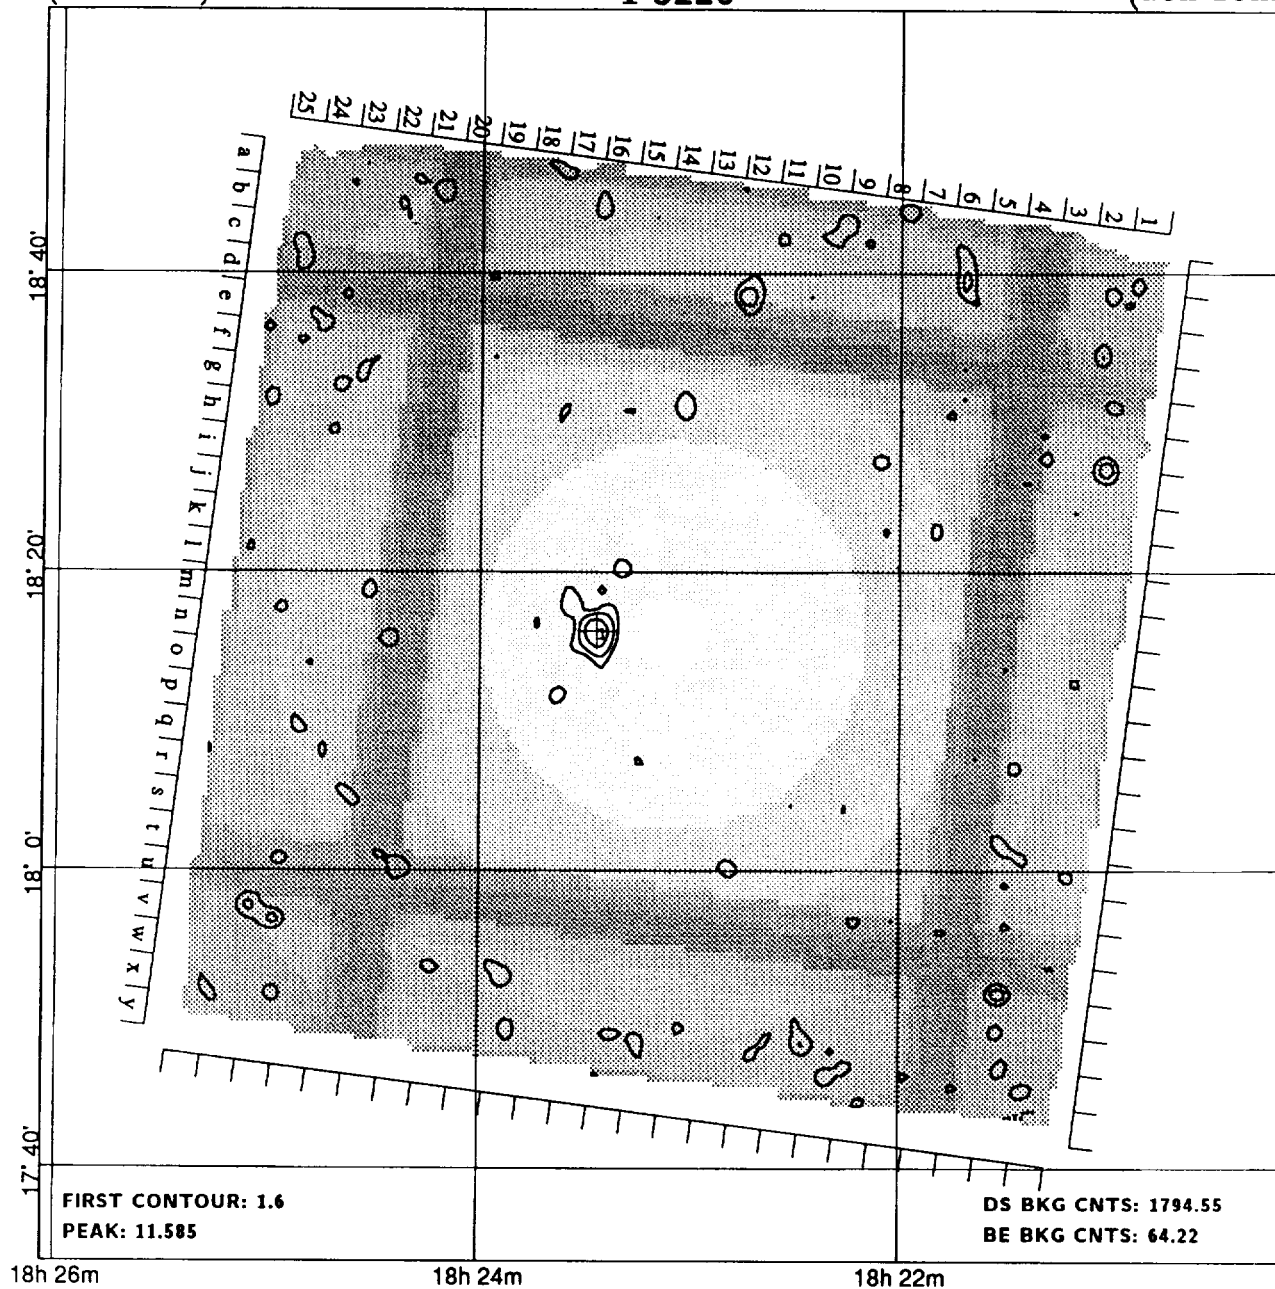 25 24 23 22 21 20 19 18 17 16 15 14 13 12 11 10 9 8 7 6 5 4 3 2 1
a b c d e f g h i j k l m n o p q r s t u v w x y
18° 40'
18° 20'
18° 0'
17° 40'
FIRST CONTOUR: 1.6
PEAK: 11.585
DS BKG CNTS: 1794.55
BE BKG CNTS: 64.22
18h 26m 18h 24m 18h 22m